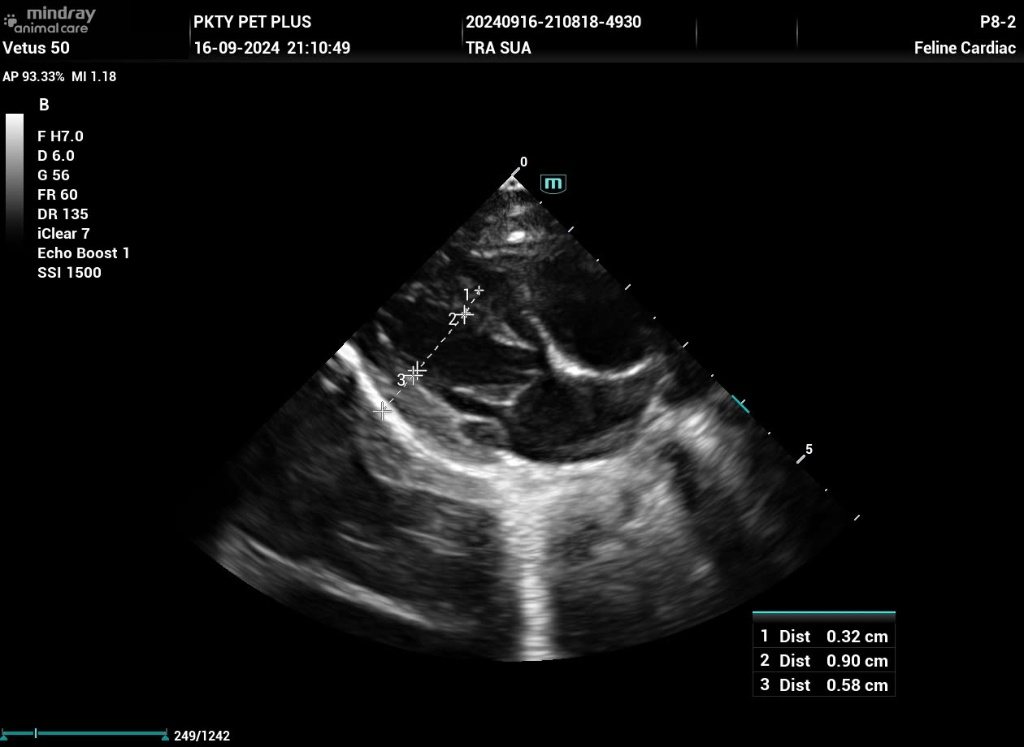 mindray
animalcare
Vetus 50
PKTY PET PLUS
16-09-2024 21:10:49
20240916-210818-4930
TRA SUA
P8-2
Feline Cardiac
AP 93.33% MI 1.18
B
F H7.0
D 6.0
G 56
FR 60
DR 135
iClear 7
Echo Boost 1
SSI 1500
0
m
1
2
3
5
1 Dist 0.32 cm
2 Dist 0.90 cm
3 Dist 0.58 cm
249/1242